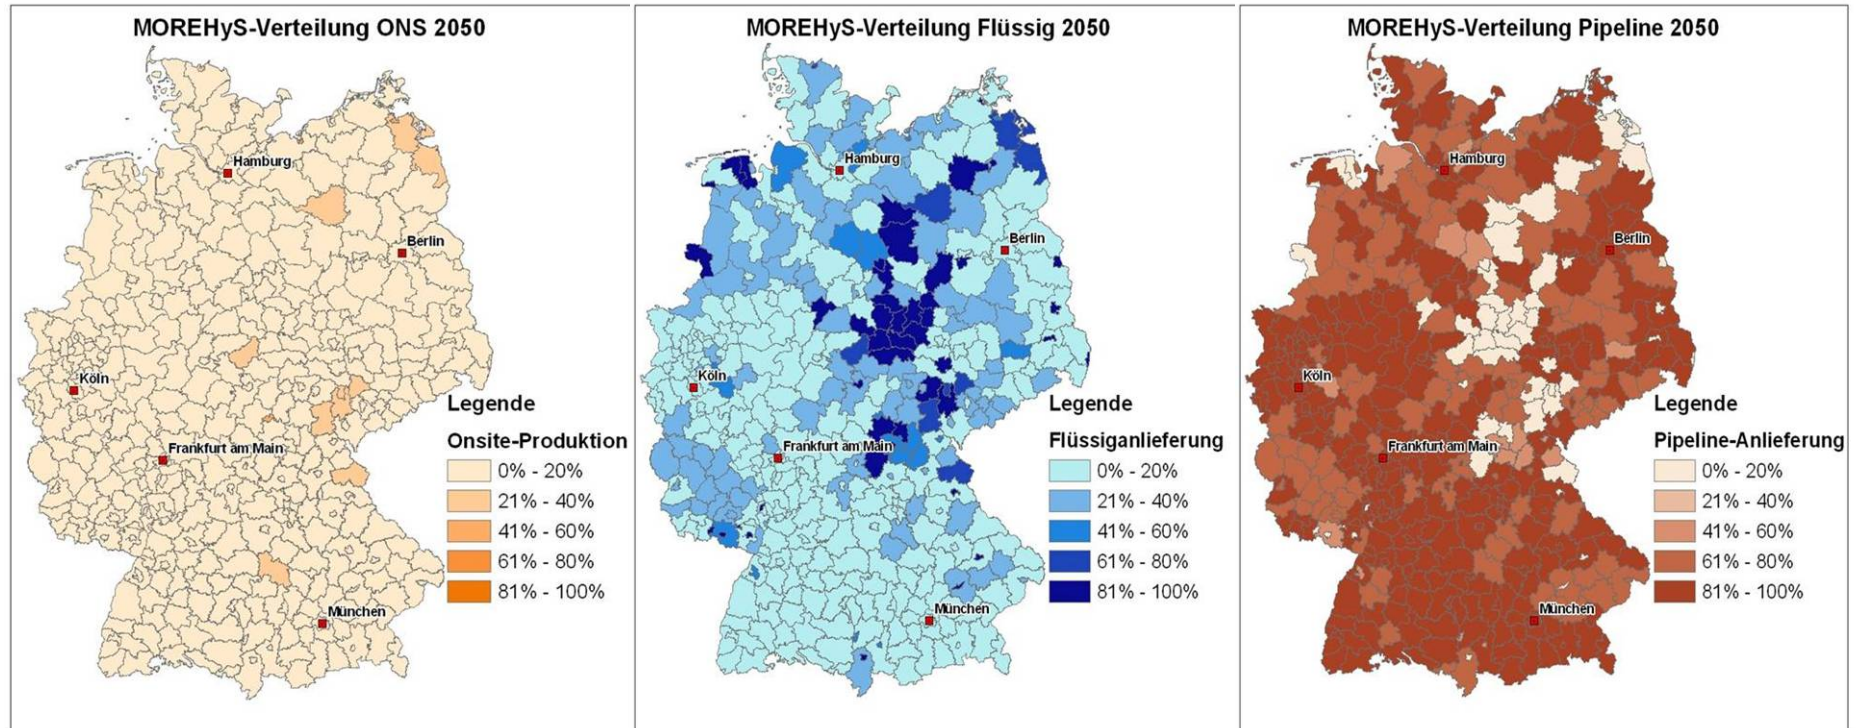 MOREHyS-Verteilung ONS 2050
Hamburg
Berlin
Köln
Frankfurt am Main
München
Legende
Onsite-Produktion
0% - 20%
21% - 40%
41% - 60%
61% - 80%
81% - 100%
MOREHyS-Verteilung Flüssig 2050
Hamburg
Berlin
Köln
Frankfurt am Main
München
Legende
Flüssiganlieferung
0% - 20%
21% - 40%
41% - 60%
61% - 80%
81% - 100%
MOREHyS-Verteilung Pipeline 2050
Hamburg
Berlin
Köln
Frankfurt am Main
München
Legende
Pipeline-Anlieferung
0% - 20%
21% - 40%
41% - 60%
61% - 80%
81% - 100%